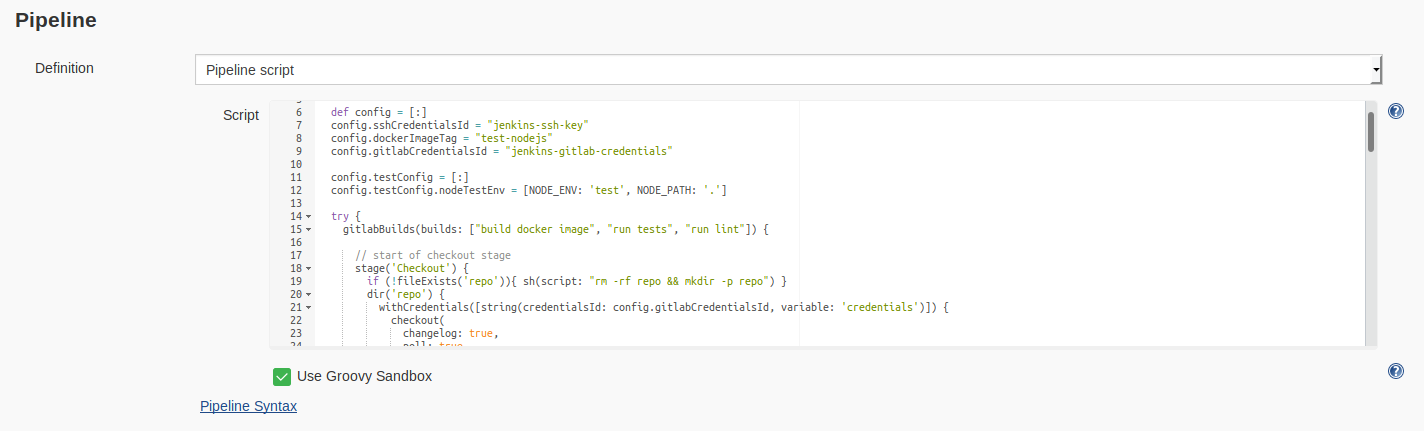 Pipeline
Definition
Pipeline script
Script
6 def config = [:]
7 config.sshCredentialsId = "jenkins-ssh-key"
8 config.dockerImageTag = "test-nodejs"
9 config.gitlabCredentialsId = "jenkins-gitlab-credentials"
10
11 config.testConfig = [:]
12 config.testConfig.nodeTestEnv = [NODE_ENV: 'test', NODE_PATH: '.']
13
14 try {
15 gitlabBuilds(builds: ["build docker image", "run tests", "run lint"]) {
16
17 // start of checkout stage
18 stage('Checkout') {
19 if (!fileExists('repo')){ sh(script: "rm -rf repo && mkdir -p repo") }
20 dir('repo') {
21 withCredentials([string(credentialsId: config.gitlabCredentialsId, variable: 'credentials')]) {
22 checkout(
23 changelog: true,
24 poll: true
Use Groovy Sandbox
Pipeline Syntax